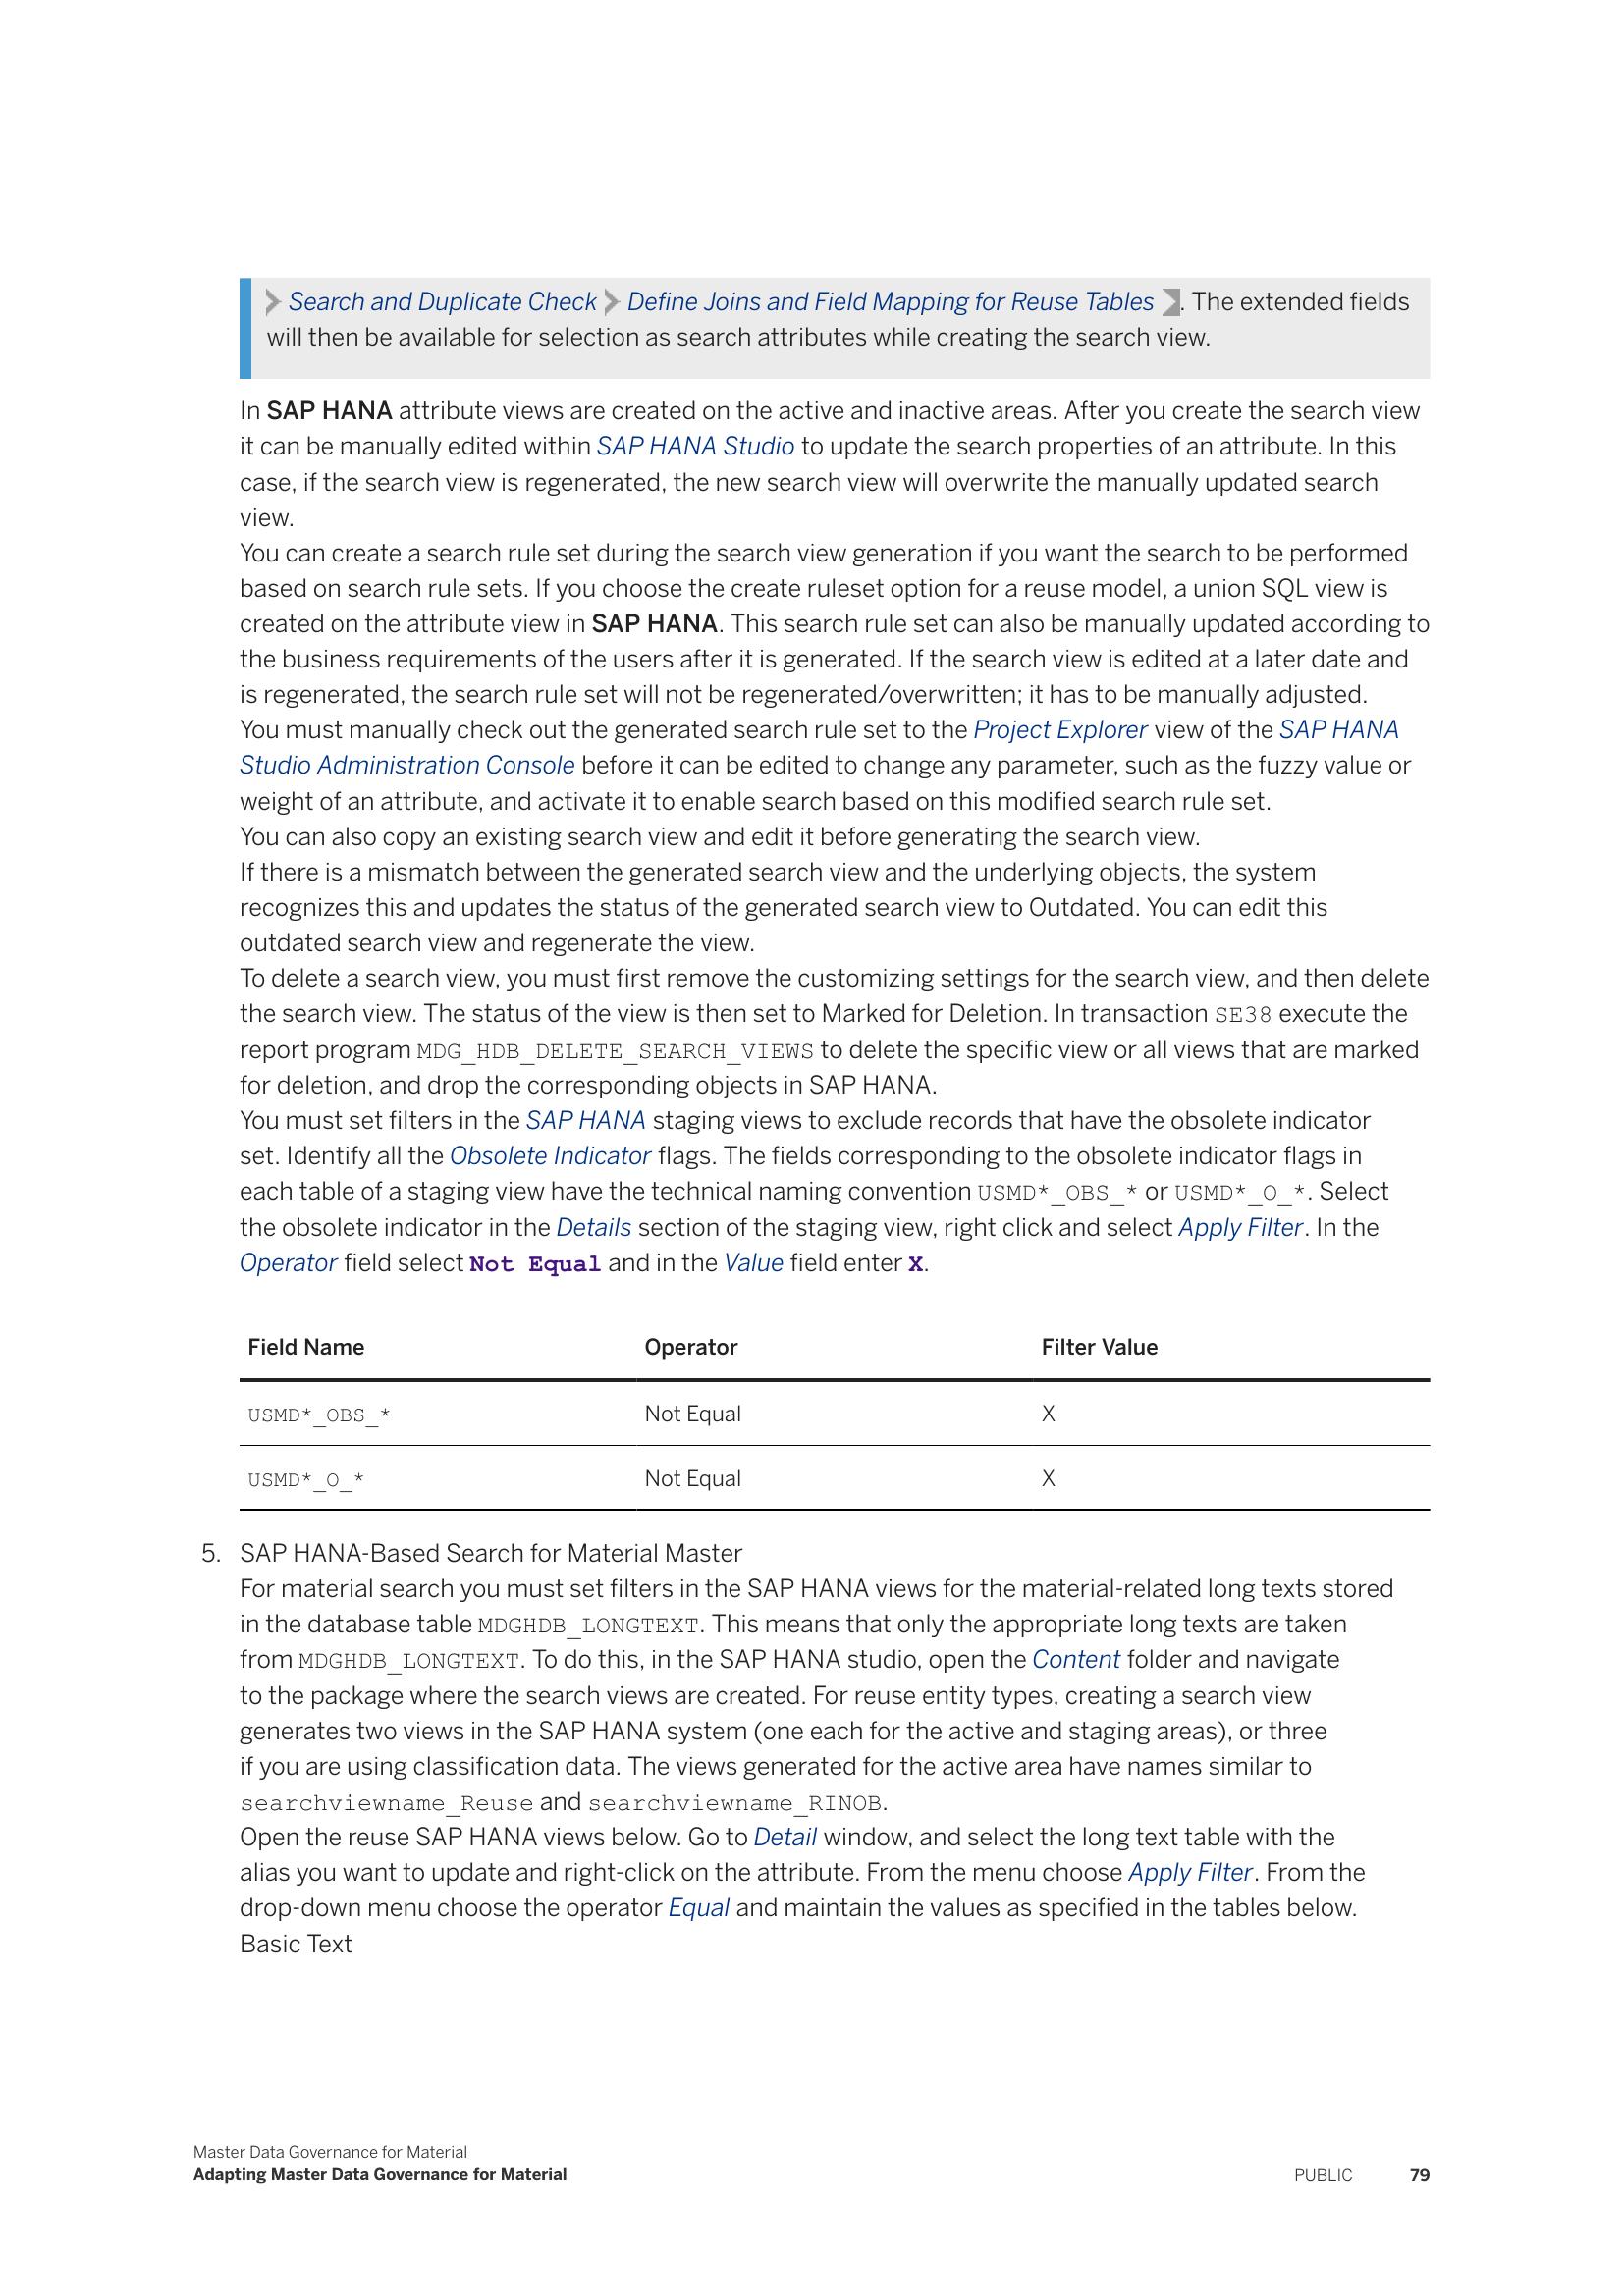 Search and Duplicate Check Define Joins and Field Mapping for Reuse Tables . The extended fields
will then be available for selection as search attributes while creating the search view.
In SAP HANA attribute views are created on the active and inactive areas. After you create the search view
it can be manually edited within SAP HANA Studio to update the search properties of an attribute. In this
case, if the search view is regenerated, the new search view will overwrite the manually updated search
view.
You can create a search rule set during the search view generation if you want the search to be performed
based on search rule sets. If you choose the create ruleset option for a reuse model, a union SQL view is
created on the attribute view in SAP HANA. This search rule set can also be manually updated according to
the business requirements of the users after it is generated. If the search view is edited at a later date and
is regenerated, the search rule set will not be regenerated/overwritten; it has to be manually adjusted.
You must manually check out the generated search rule set to the Project Explorer view of the SAP HANA
Studio Administration Console before it can be edited to change any parameter, such as the fuzzy value or
weight of an attribute, and activate it to enable search based on this modified search rule set.
You can also copy an existing search view and edit it before generating the search view.
If there is a mismatch between the generated search view and the underlying objects, the system
recognizes this and updates the status of the generated search view to Outdated. You can edit this
outdated search view and regenerate the view.
To delete a search view, you must first remove the customizing settings for the search view, and then delete
the search view. The status of the view is then set to Marked for Deletion. In transaction SE38 execute the
report program MDG_HDB_DELETE_SEARCH_VIEWS to delete the specific view or all views that are marked
for deletion, and drop the corresponding objects in SAP HANA.
You must set filters in the SAP HANA staging views to exclude records that have the obsolete indicator
set. Identify all the Obsolete Indicator flags. The fields corresponding to the obsolete indicator flags in
each table of a staging view have the technical naming convention USMD*_OBS_* or USMD*_O_*. Select
the obsolete indicator in the Details section of the staging view, right click and select Apply Filter. In the
Operator field select Not Equal and in the Value field enter X.
Field Name Operator Filter Value
USMD*_OBS_* Not Equal X
USMD*_O_* Not Equal X
5. SAP HANA-Based Search for Material Master
For material search you must set filters in the SAP HANA views for the material-related long texts stored
in the database table MDGHDB_LONGTEXT. This means that only the appropriate long texts are taken
from MDGHDB_LONGTEXT. To do this, in the SAP HANA studio, open the Content folder and navigate
to the package where the search views are created. For reuse entity types, creating a search view
generates two views in the SAP HANA system (one each for the active and staging areas), or three
if you are using classification data. The views generated for the active area have names similar to
searchviewname_Reuse and searchviewname_RINOB.
Open the reuse SAP HANA views below. Go to Detail window, and select the long text table with the
alias you want to update and right-click on the attribute. From the menu choose Apply Filter. From the
drop-down menu choose the operator Equal and maintain the values as specified in the tables below.
Basic Text
Master Data Governance for Material
Adapting Master Data Governance for Material PUBLIC 79